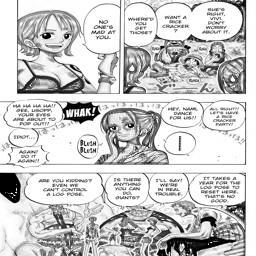 SHE'S
RIGHT,
VIVI.
DON'T
WORRY
ABOUT IT.
WANT A
RICE
CRACKER
?
WHERE'D
YOU
GET
THOSE?
NO
ONE'S
MAD AT
YOU.
ALL RIGHT!!
LET'S HAVE A
RICE CRACKER
PARTY!
HEY, NAMI,
DANCE
FOR US!!
WHAK!
BLUSH
BLUSH
HA HA HA HA!!
GEE, USOPP,
YOUR EYES
ARE ABOUT TO
POP OUT!!
IDIOT...
AGAIN!
DO IT
AGAIN!!
IT TAKES A
YEAR FOR THE
LOG POSE TO
RESET HERE.
THAT'S NO
GOOD.
I'LL SAY!
WE'RE
IN REAL
TROUBLE.
IS THERE
ANYTHING
YOU CAN
DO,
GIANTS?
ARE YOU
KIDDING? EVEN
WE CAN'T
CONTROL A
LOG POSE.